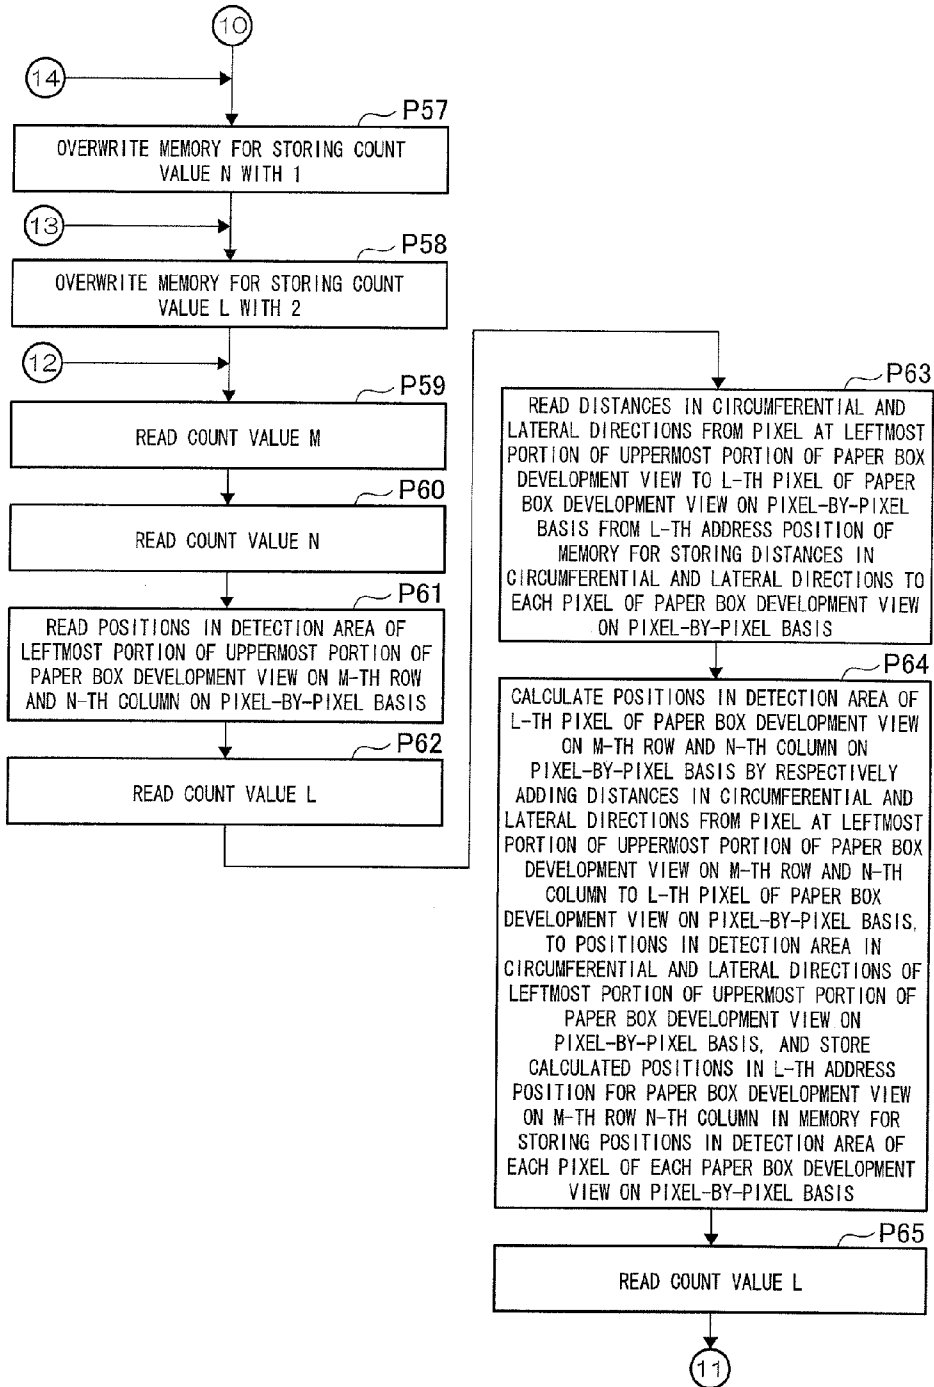 10
14
P57
OVERWRITE MEMORY FOR STORING COUNT
VALUE N WITH 1
13
P58
OVERWRITE MEMORY FOR STORING COUNT
VALUE L WITH 2
12
P59
READ COUNT VALUE M
P60
READ COUNT VALUE N
P61
READ POSITIONS IN DETECTION AREA OF
LEFTMOST PORTION OF UPPERMOST PORTION OF
PAPER BOX DEVELOPMENT VIEW ON M-TH ROW
AND N-TH COLUMN ON PIXEL-BY-PIXEL BASIS
P62
READ COUNT VALUE L
P63
READ DISTANCES IN CIRCUMFERENTIAL AND
LATERAL DIRECTIONS FROM PIXEL AT LEFTMOST
PORTION OF UPPERMOST PORTION OF PAPER BOX
DEVELOPMENT VIEW TO L-TH PIXEL OF PAPER
BOX DEVELOPMENT VIEW ON PIXEL-BY-PIXEL
BASIS FROM L-TH ADDRESS POSITION OF
MEMORY FOR STORING DISTANCES IN
CIRCUMFERENTIAL AND LATERAL DIRECTIONS TO
EACH PIXEL OF PAPER BOX DEVELOPMENT VIEW
ON PIXEL-BY-PIXEL BASIS
P64
CALCULATE POSITIONS IN DETECTION AREA OF
L-TH PIXEL OF PAPER BOX DEVELOPMENT VIEW
ON M-TH ROW AND N-TH COLUMN ON
PIXEL-BY-PIXEL BASIS BY RESPECTIVELY
ADDING DISTANCES IN CIRCUMFERENTIAL AND
LATERAL DIRECTIONS FROM PIXEL AT LEFTMOST
PORTION OF UPPERMOST PORTION OF PAPER BOX
DEVELOPMENT VIEW ON M-TH ROW AND N-TH
COLUMN TO L-TH PIXEL OF PAPER BOX
DEVELOPMENT VIEW ON PIXEL-BY-PIXEL BASIS,
TO POSITIONS IN DETECTION AREA IN
CIRCUMFERENTIAL AND LATERAL DIRECTIONS OF
LEFTMOST PORTION OF UPPERMOST PORTION OF
PAPER BOX DEVELOPMENT VIEW ON
PIXEL-BY-PIXEL BASIS, AND STORE
CALCULATED POSITIONS IN L-TH ADDRESS
POSITION FOR PAPER BOX DEVELOPMENT VIEW
ON M-TH ROW N-TH COLUMN IN MEMORY FOR
STORING POSITIONS IN DETECTION AREA OF
EACH PIXEL OF EACH PAPER BOX DEVELOPMENT
VIEW ON PIXEL-BY-PIXEL BASIS
P65
READ COUNT VALUE L
11